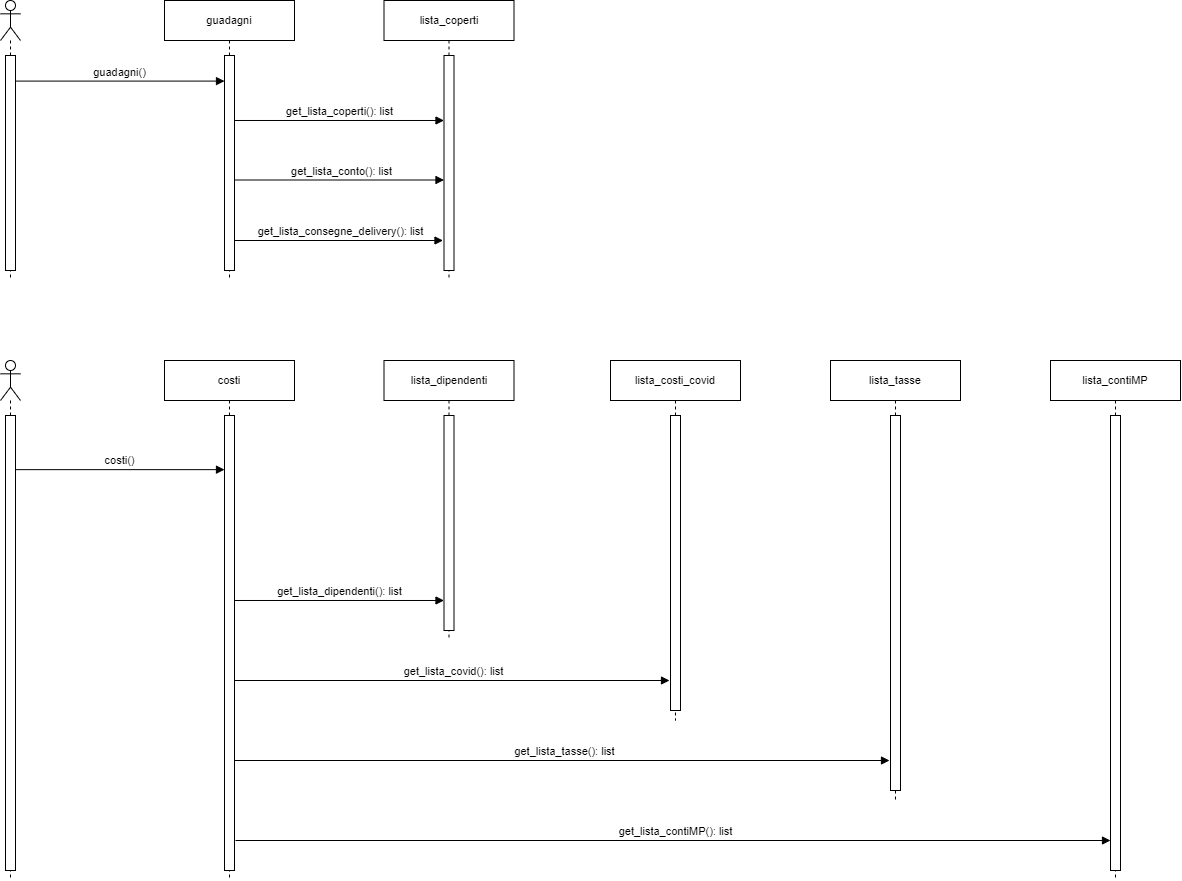 guadagni
lista_coperti
guadagni()
get_lista_coperti(): list
get_lista_conto(): list
get_lista_consegne_delivery(): list
costi
lista_dipendenti
lista_costi_covid
lista_tasse
lista_contiMP
costi()
get_lista_dipendenti(): list
get_lista_covid(): list
get_lista_tasse(): list
get_lista_contiMP(): list